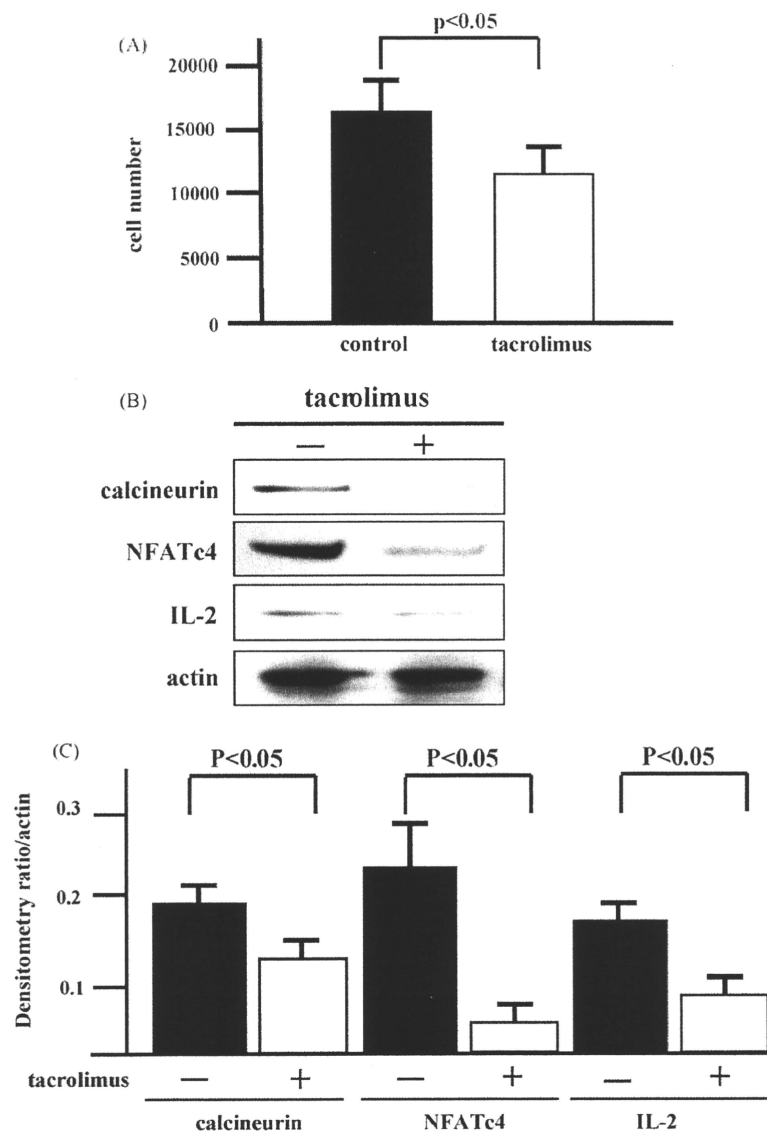 (A)
p<0.05
20000
15000
10000
5000
0
cell number
control tacrolimus
(B)
tacrolimus
— +
calcineurin
NFATc4
IL-2
actin
(C)
P<0.05 P<0.05 P<0.05
0.3
0.2
0.1
Densitometry ratio/actin
tacrolimus — + — + — +
calcineurin NFATc4 IL-2